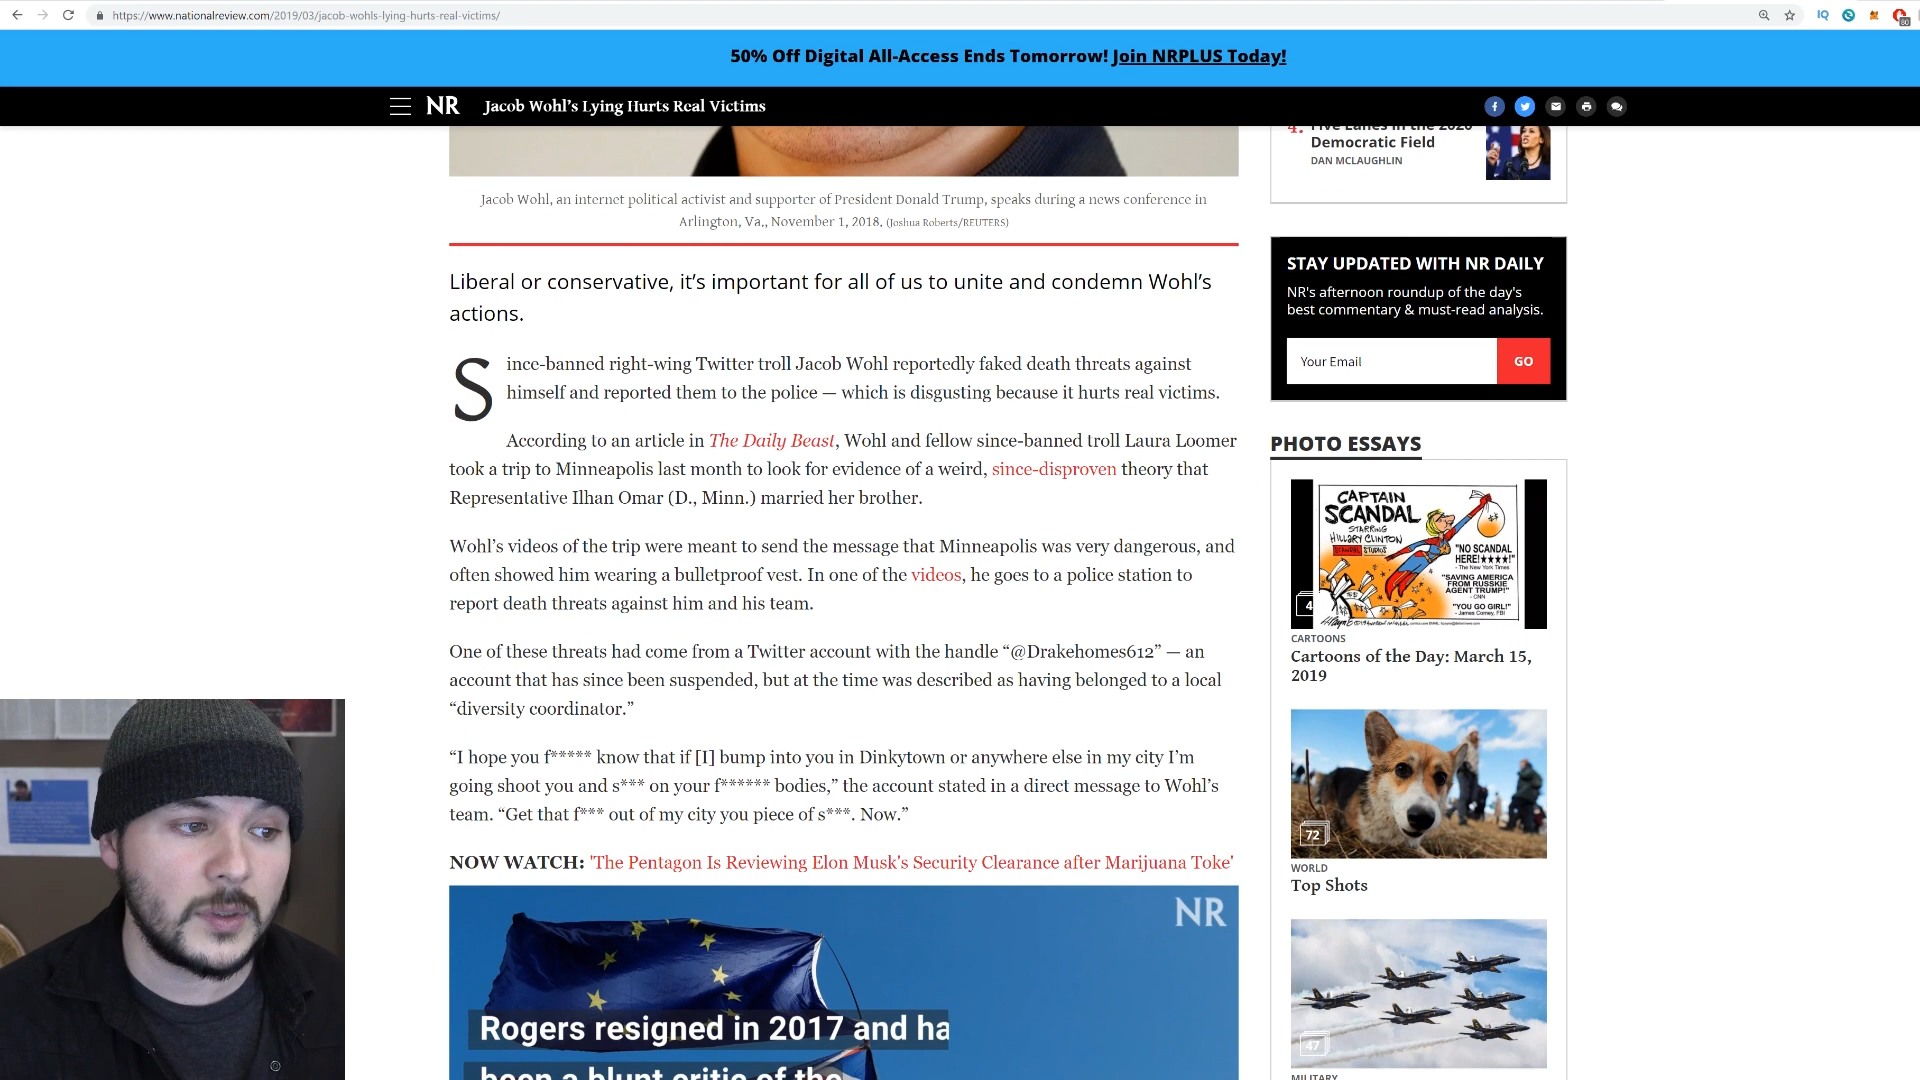 https://www.nationalreview.com/2019/03/jacob-wohls-lying-hurts-real-victims/
IQ
50% Off Digital All-Access Ends Tomorrow! Join NRPLUS Today!
NR
Jacob Wohl's Lying Hurts Real Victims
Jacob Wohl, an internet political activist and supporter of President Donald Trump, speaks during a news conference in
Arlington, Va., November 1, 2018. (Joshua Roberts/REUTERS)
Liberal or conservative, it's important for all of us to unite and condemn Wohl's
actions.
Since-banned right-wing Twitter troll Jacob Wohl reportedly faked death threats against
himself and reported them to the police — which is disgusting because it hurts real victims.
According to an article in The Daily Beast, Wohl and fellow since-banned troll Laura Loomer
took a trip to Minneapolis last month to look for evidence of a weird, since-disproven theory that
Representative Ilhan Omar (D., Minn.) married her brother.
Wohl's videos of the trip were meant to send the message that Minneapolis was very dangerous, and
often showed him wearing a bulletproof vest. In one of the videos, he goes to a police station to
report death threats against him and his team.
One of these threats had come from a Twitter account with the handle “@Drakehomes612” — an
account that has since been suspended, but at the time was described as having belonged to a local
“diversity coordinator.”
“I hope you f***** know that if [I] bump into you in Dinkytown or anywhere else in my city I'm
going shoot you and s*** on your f****** bodies,” the account stated in a direct message to Wohl's
team. “Get that f*** out of my city you piece of s***. Now.”
NOW WATCH: 'The Pentagon Is Reviewing Elon Musk's Security Clearance after Marijuana Toke'
NR
Rogers resigned in 2017 and ha
been a blunt critic of the
4. Five Lanes in the 2020
Democratic Field
DAN MCLAUGHLIN
STAY UPDATED WITH NR DAILY
NR's afternoon roundup of the day's
best commentary & must-read analysis.
Your Email
GO
PHOTO ESSAYS
CAPTAIN
SCANDAL
STARRING
HILLARY CLINTON
SCANDAL STUDIOS
"NO SCANDAL
HERE!★★★★!"
- The New York Times
"SAVING AMERICA
FROM RUSSKIE
AGENT TRUMP!"
- CNN
"YOU GO GIRL!"
- James Comey, FBI
4
CARTOONS
Cartoons of the Day: March 15,
2019
72
WORLD
Top Shots
47
MILITARY